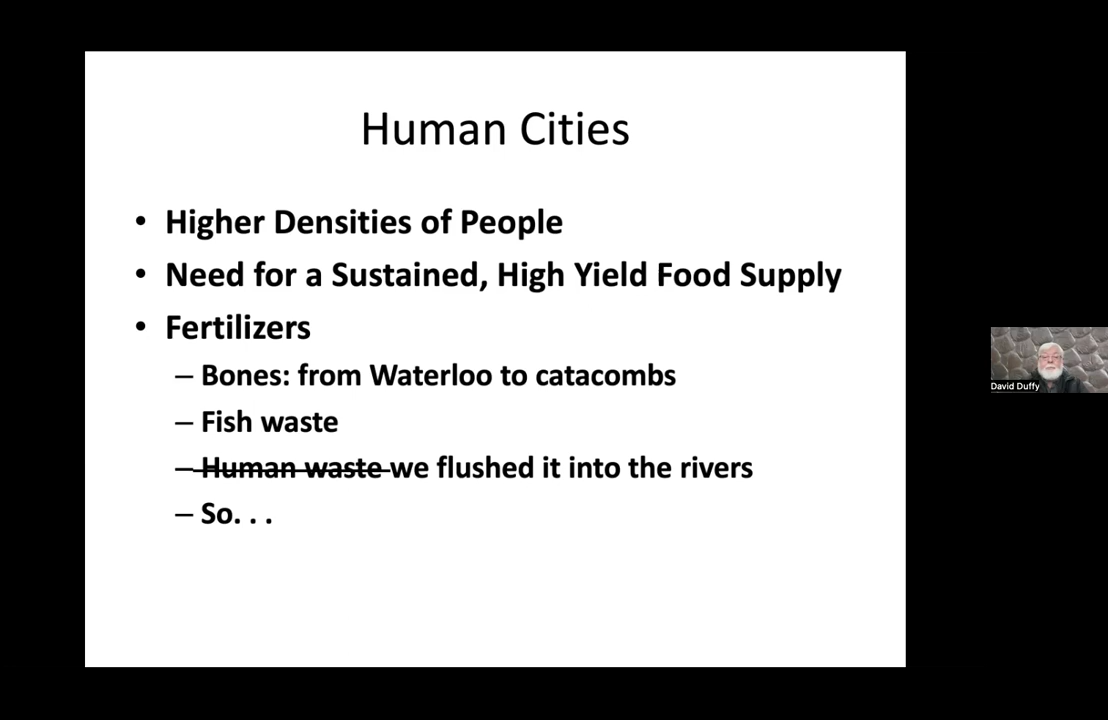 Human Cities
• Higher Densities of People
• Need for a Sustained, High Yield Food Supply
• Fertilizers
– Bones: from Waterloo to catacombs
– Fish waste
– Human waste we flushed it into the rivers
– So. . .
David Duffy